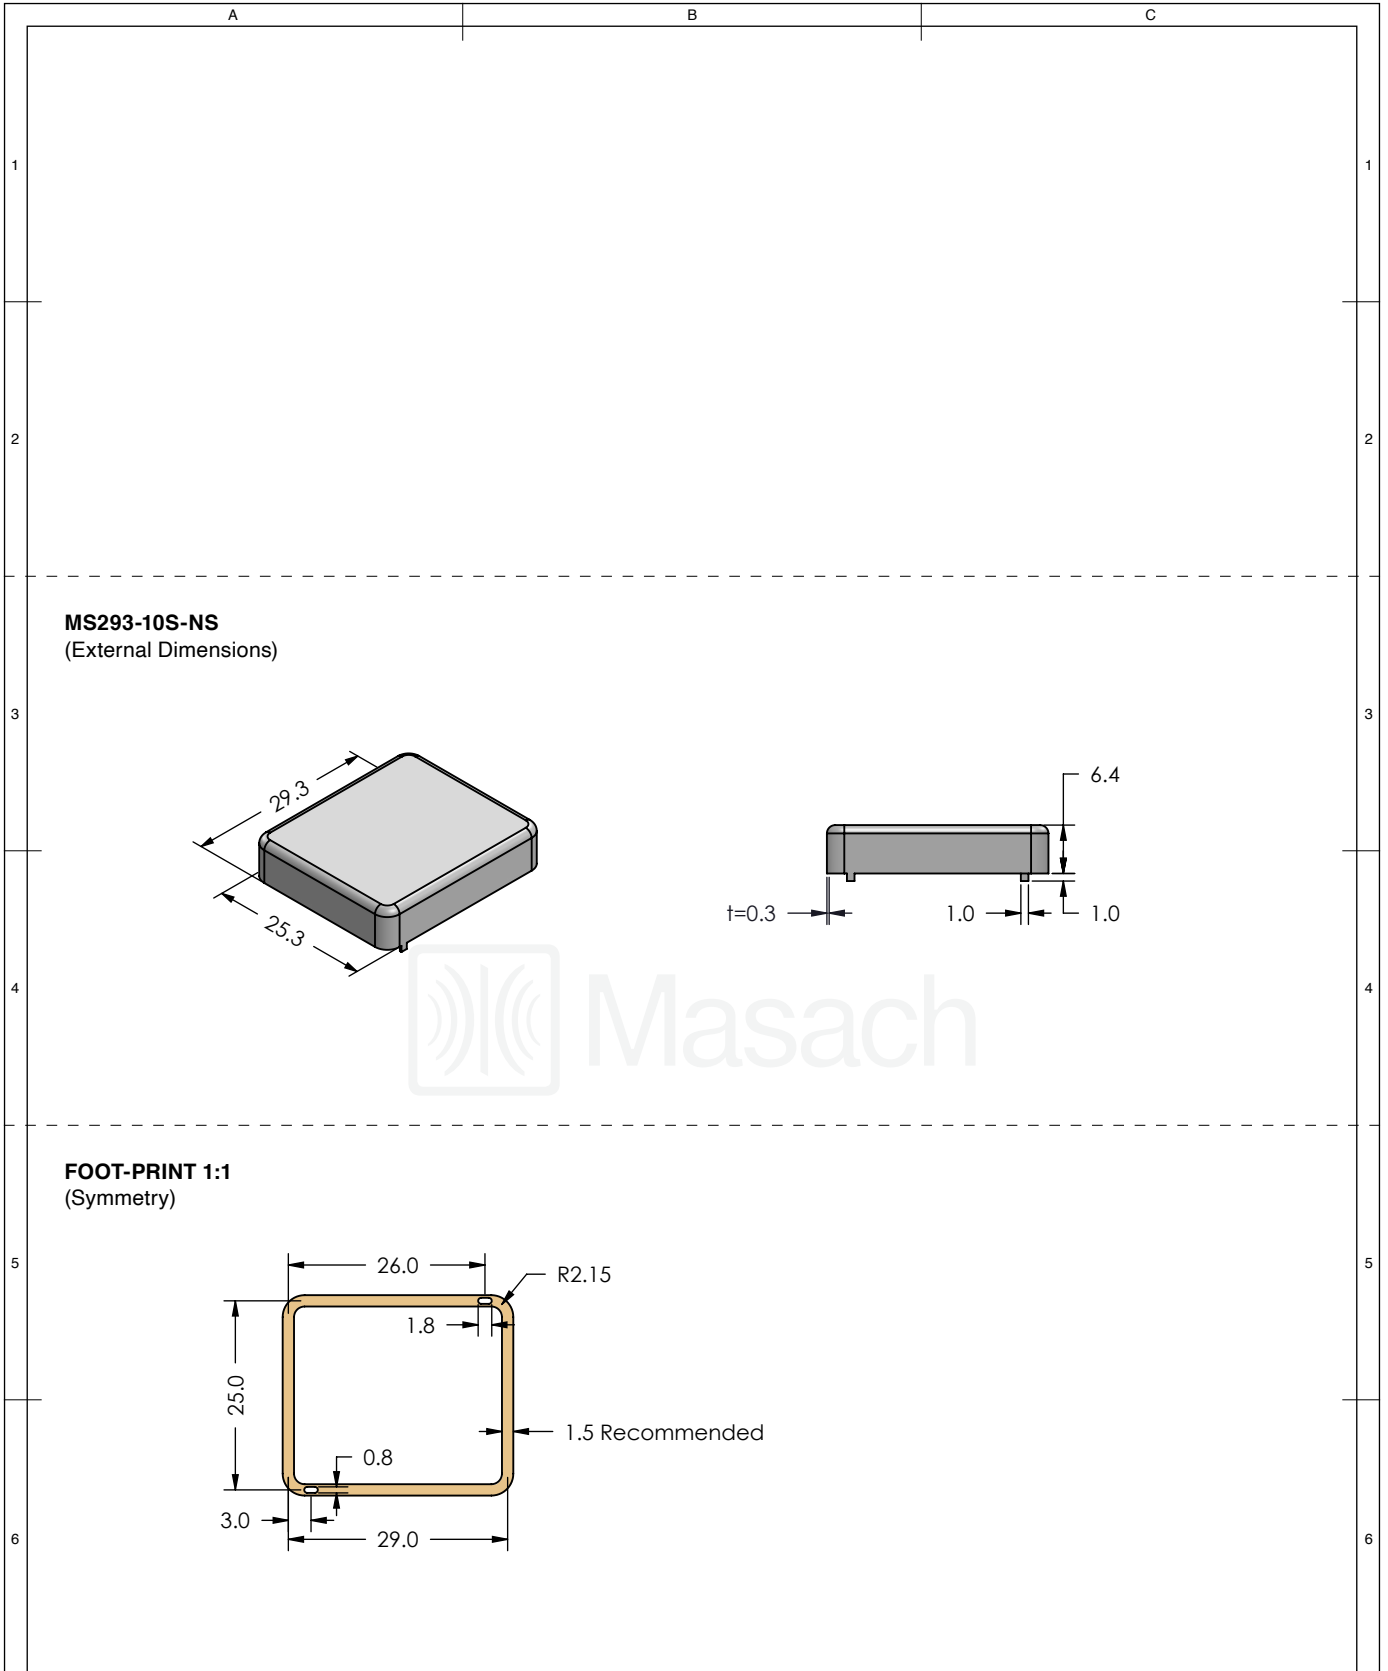 A
B
C
1
1
2
2
MS293-10S-NS
(External Dimensions)
3
3
29.3
25.3
6.4
t=0.3
1.0
1.0
4
4
Masach
FOOT-PRINT 1:1
(Symmetry)
5
5
26.0
R2.15
1.8
25.0
1.5 Recommended
0.8
3.0
29.0
6
6